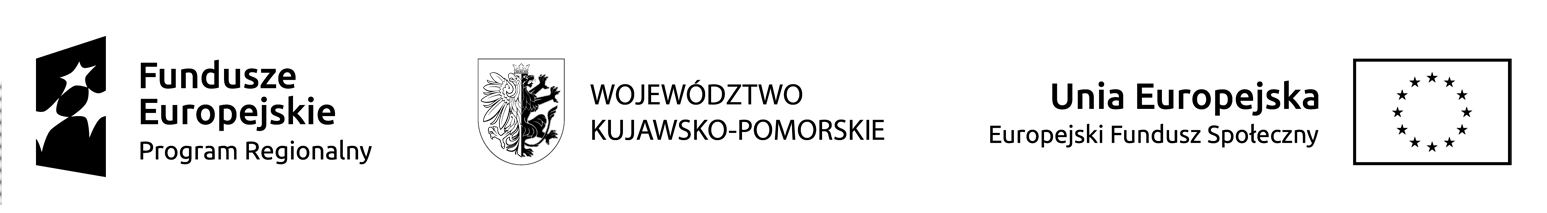 Fundusze
Europejskie
Program Regionalny
WOJEWÓDZTWO
KUJAWSKO-POMORSKIE
Unia Europejska
Europejski Fundusz Społeczny